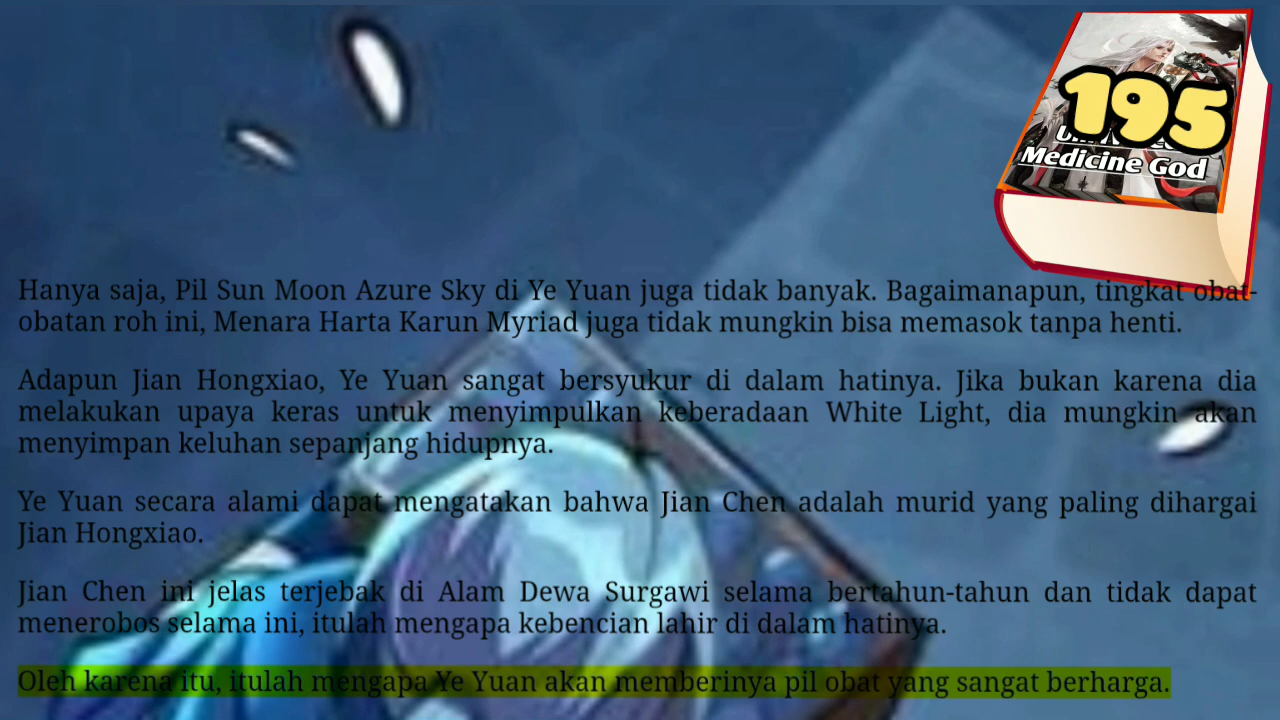 195
Medicine God
Hanya saja, Pil Sun Moon Azure Sky di Ye Yuan juga tidak banyak. Bagaimanapun, tingkat obat-
obatan roh ini, Menara Harta Karun Myriad juga tidak mungkin bisa memasok tanpa henti.
Adapun Jian Hongxiao, Ye Yuan sangat bersyukur di dalam hatinya. Jika bukan karena dia
melakukan upaya keras untuk menyimpulkan keberadaan White Light, dia mungkin akan
menyimpan keluhan sepanjang hidupnya.
Ye Yuan secara alami dapat mengatakan bahwa Jian Chen adalah murid yang paling dihargai
Jian Hongxiao.
Jian Chen ini jelas terjebak di Alam Dewa Surgawi selama bertahun-tahun dan tidak dapat
menerobos selama ini, itulah mengapa kebencian lahir di dalam hatinya.
Oleh karena itu, itulah mengapa Ye Yuan akan memberinya pil obat yang sangat berharga.